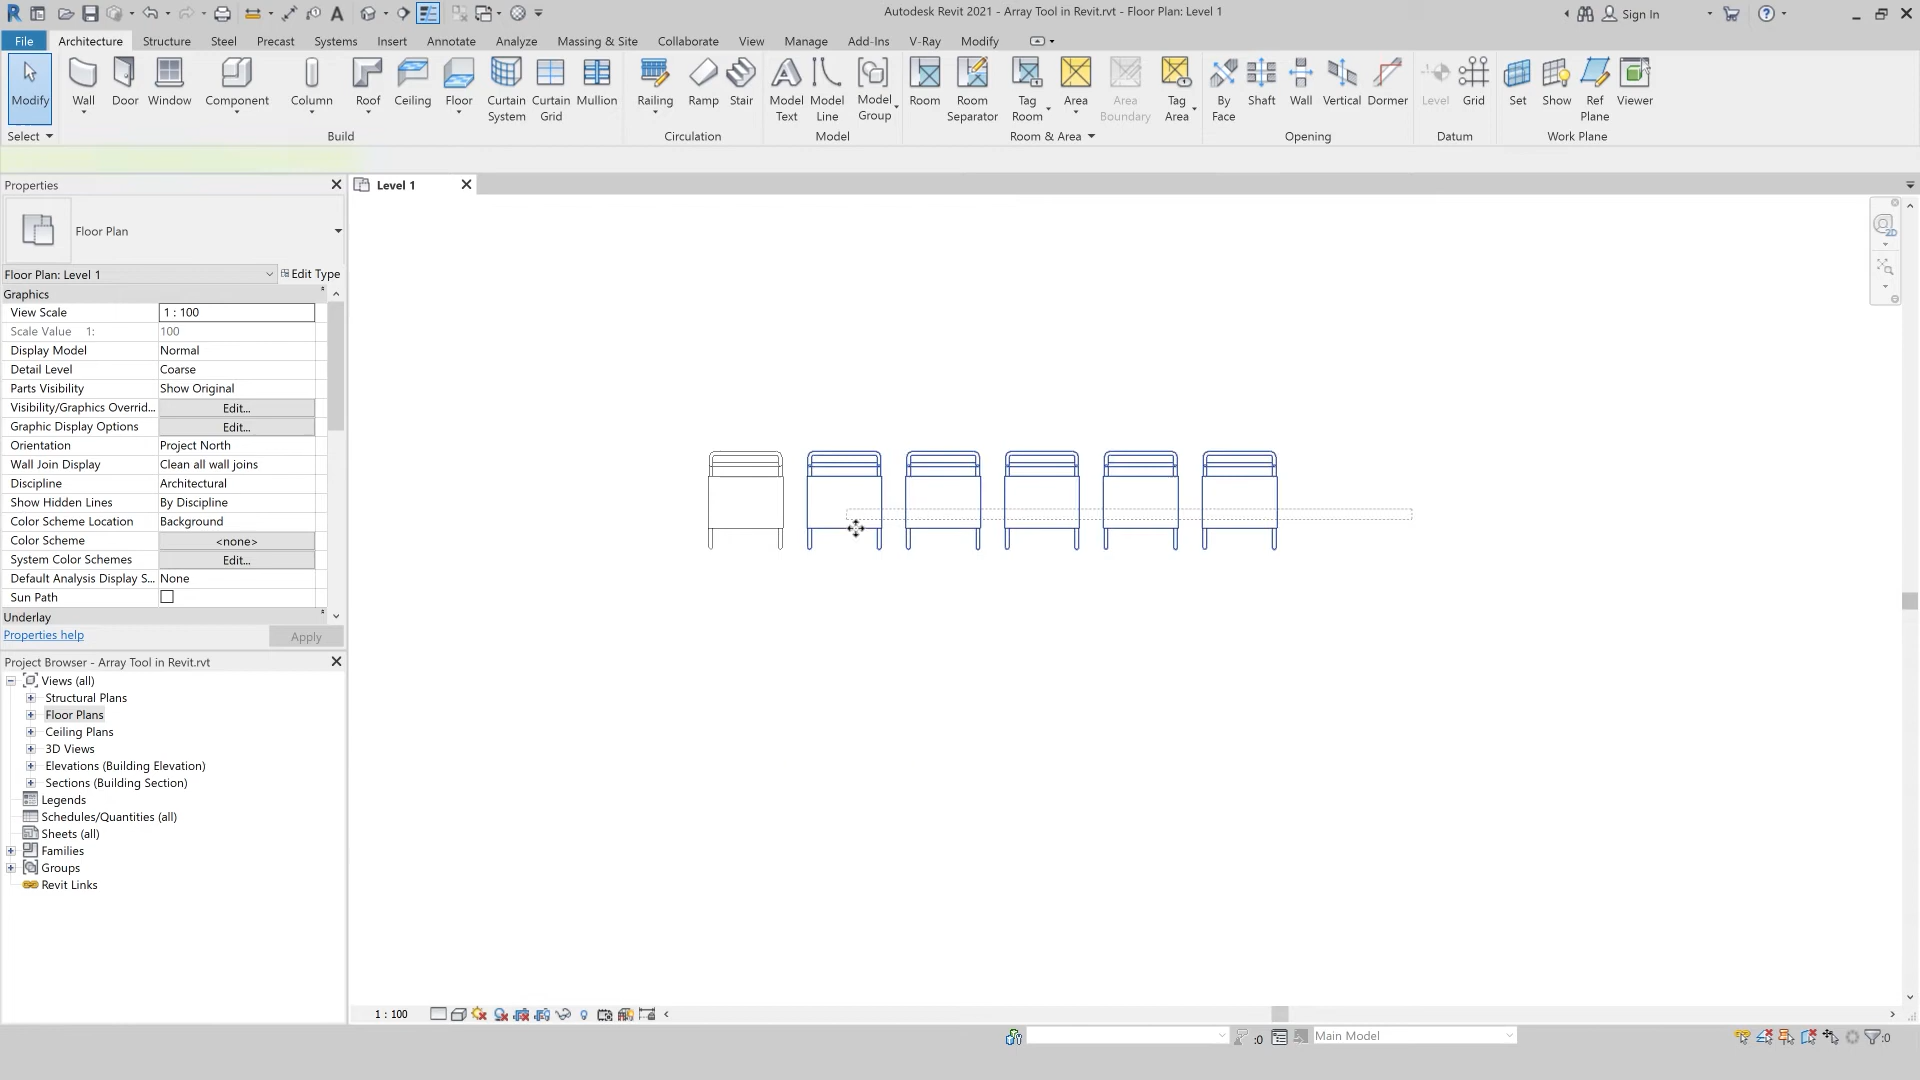 Autodesk Revit 2021 - Array Tool in Revit.rvt - Floor Plan: Level 1
Sign In
File Architecture Structure Steel Precast Systems Insert Annotate Analyze Massing & Site Collaborate View Manage Add-Ins V-Ray Modify
Modify
Wall
Door
Window
Component
Column
Roof
Ceiling
Floor
Curtain
System
Curtain
Grid
Mullion
Railing
Ramp
Stair
Model
Text
Model
Line
Model
Group
Room
Room
Separator
Tag
Room
Area
Area
Boundary
Tag
Area
By
Face
Shaft
Wall
Vertical
Dormer
Level
Grid
Set
Show
Ref
Plane
Viewer
Select
Build
Circulation
Model
Room & Area
Opening
Datum
Work Plane
Properties
Floor Plan
Floor Plan: Level 1
Edit Type
Graphics
View Scale 1 : 100
Scale Value 1: 100
Display Model Normal
Detail Level Coarse
Parts Visibility Show Original
Visibility/Graphics Overrid... Edit...
Graphic Display Options Edit...
Orientation Project North
Wall Join Display Clean all wall joins
Discipline Architectural
Show Hidden Lines By Discipline
Color Scheme Location Background
Color Scheme <none>
System Color Schemes Edit...
Default Analysis Display S... None
Sun Path
Underlay
Properties help
Apply
Project Browser - Array Tool in Revit.rvt
Views (all)
Structural Plans
Floor Plans
Ceiling Plans
3D Views
Elevations (Building Elevation)
Sections (Building Section)
Legends
Schedules/Quantities (all)
Sheets (all)
Families
Groups
Revit Links
Level 1
2D
1 : 100
:0
Main Model
:0